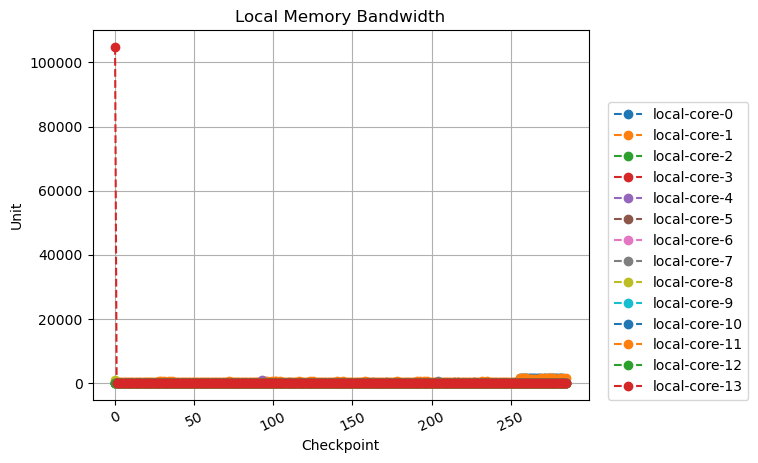 Local Memory Bandwidth
Unit
100000
80000
60000
40000
20000
0
0
50
100
150
200
250
Checkpoint
local-core-0
local-core-1
local-core-2
local-core-3
local-core-4
local-core-5
local-core-6
local-core-7
local-core-8
local-core-9
local-core-10
local-core-11
local-core-12
local-core-13